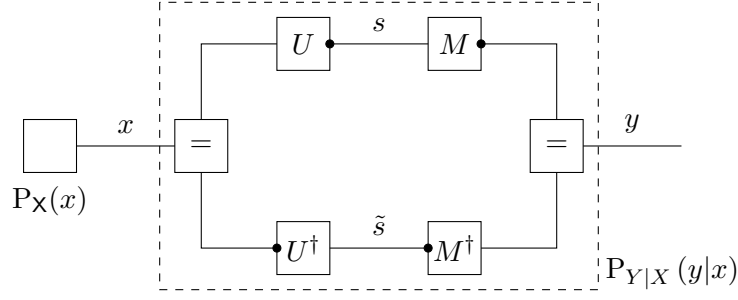 U s M
x = = y
P_X(x)
U† s̃ M†
P_{Y|X}(y|x)